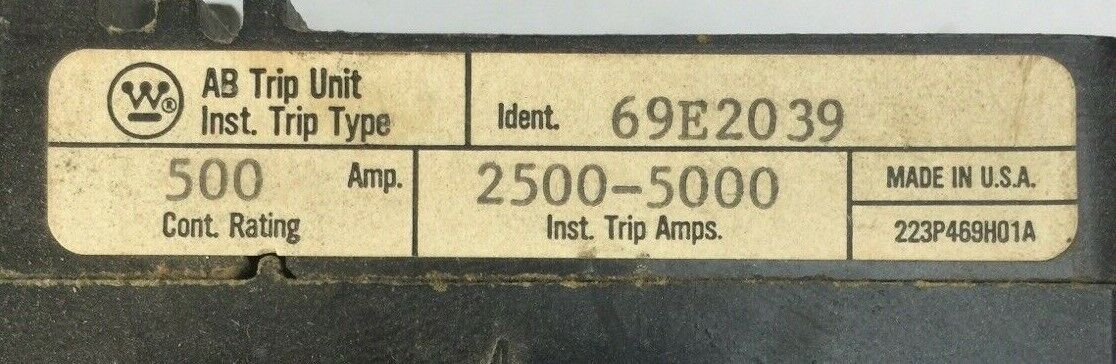 W®
AB Trip Unit
Inst. Trip Type
Ident. 69E2039
500 Amp.
Cont. Rating
2500-5000
Inst. Trip Amps.
MADE IN U.S.A.
223P469H01A